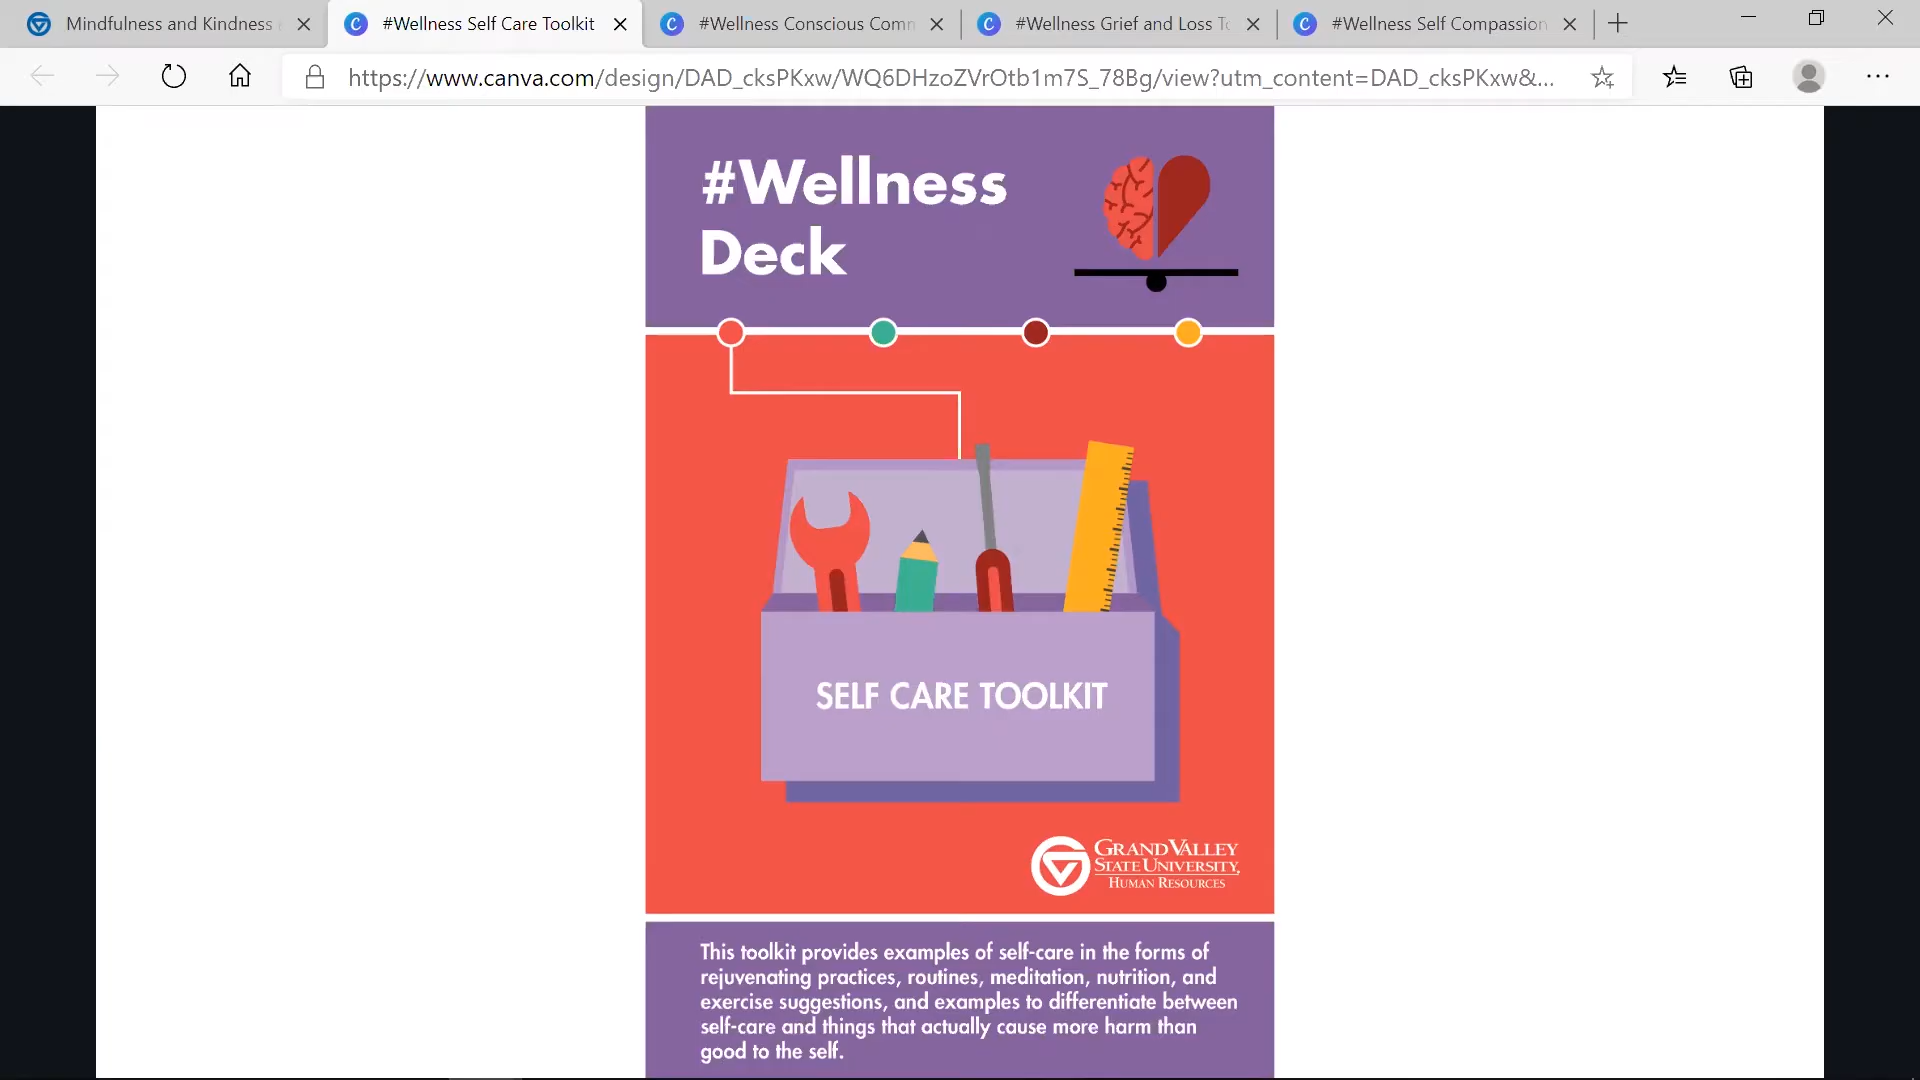 Mindfulness and Kindness
#Wellness Self Care Toolkit
#Wellness Conscious Com
#Wellness Grief and Loss
#Wellness Self Compassion
https://www.canva.com/design/DAD_cksPKxw/WQ6DHzoZVrOtb1m7S_78Bg/view?utm_content=DAD_cksPKxw&...
#Wellness
Deck
SELF CARE TOOLKIT
GRAND VALLEY
STATE UNIVERSITY.
HUMAN RESOURCES
This toolkit provides examples of self-care in the forms of
rejuvenating practices, routines, meditation, nutrition, and
exercise suggestions, and examples to differentiate between
self-care and things that actually cause more harm than
good to the self.